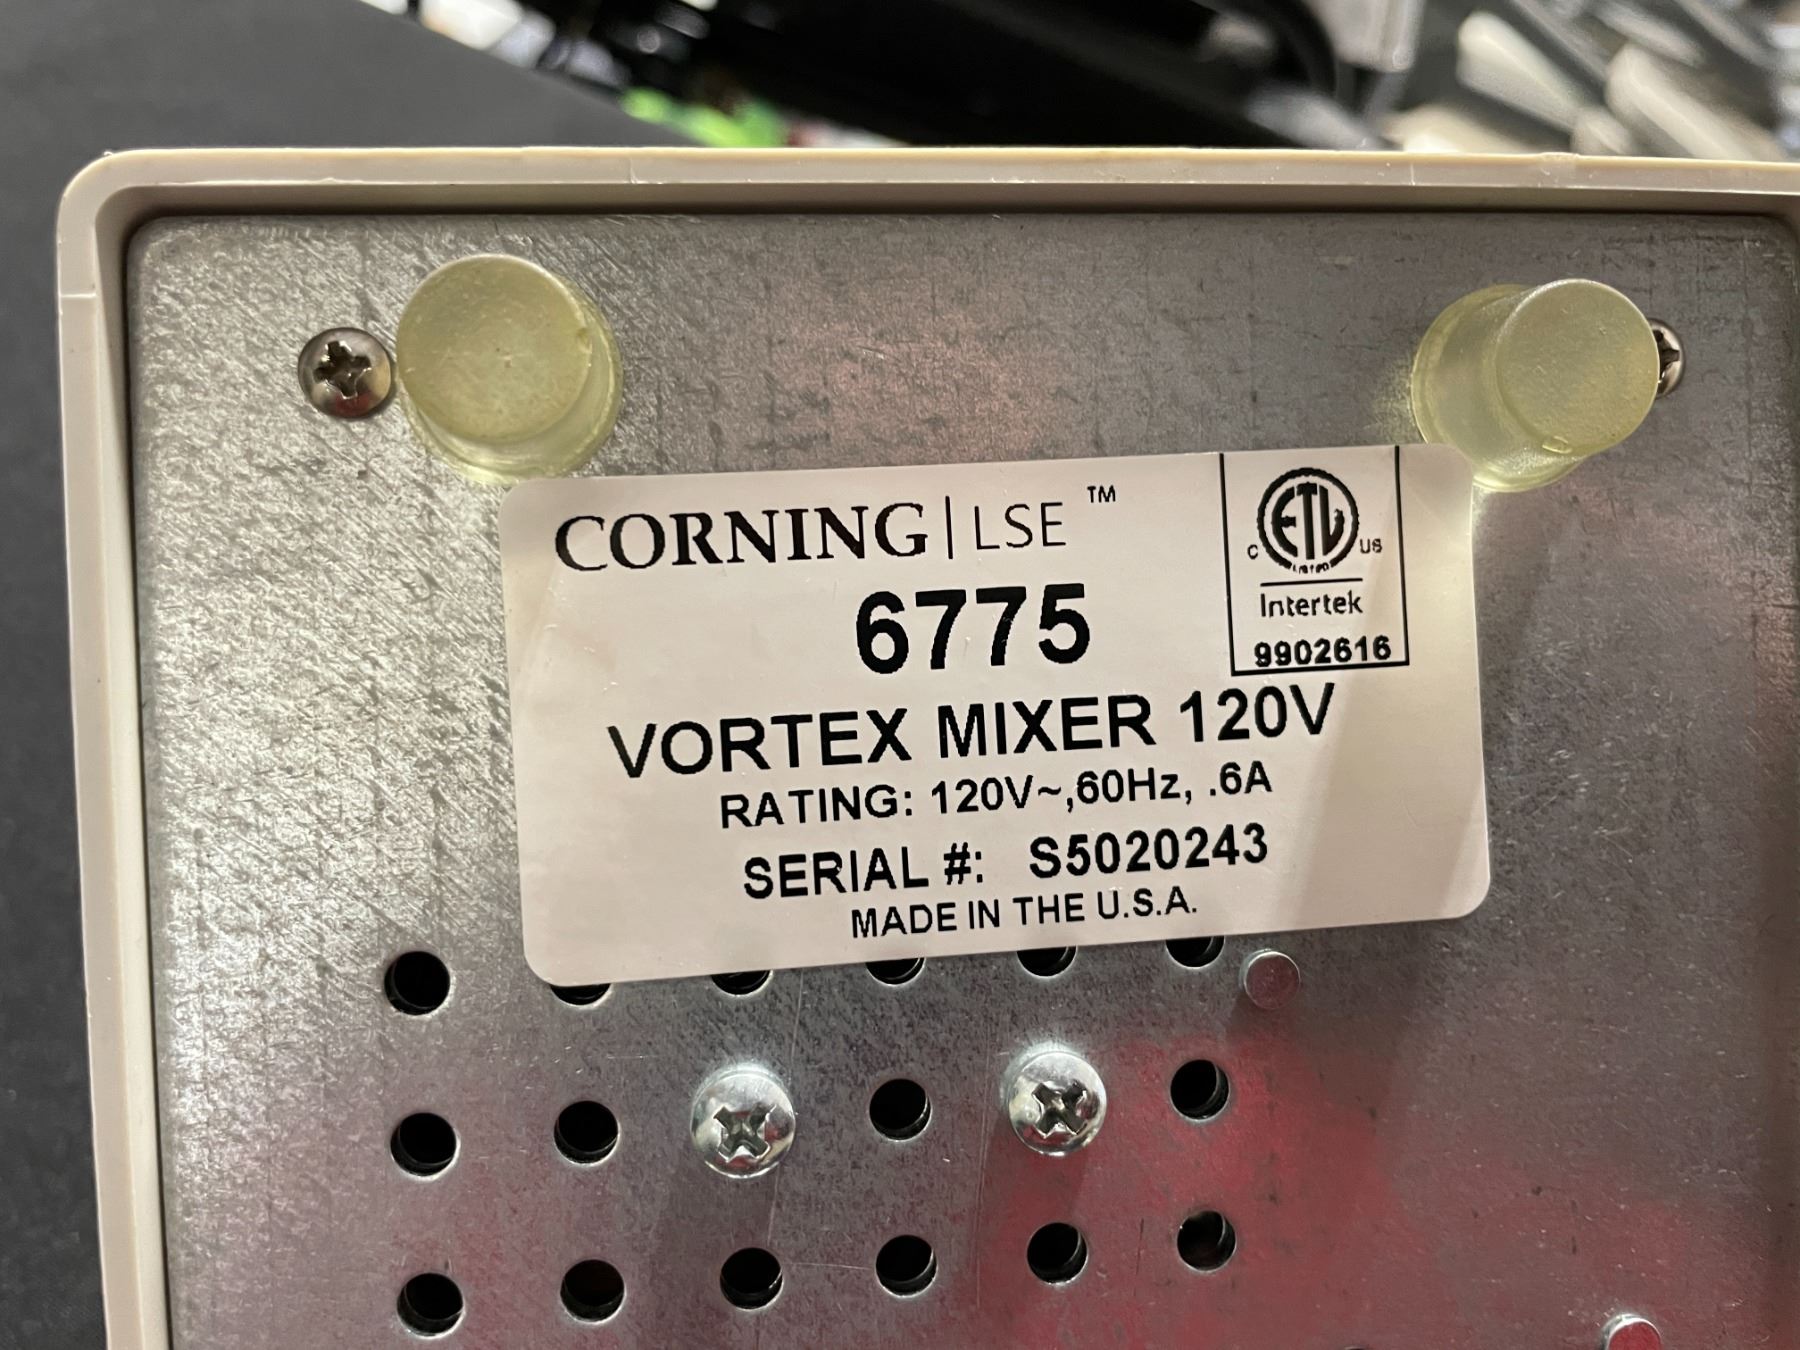 CORNING | LSE ™
6775
VORTEX MIXER 120V
RATING: 120V~,60Hz, .6A
SERIAL #: S5020243
MADE IN THE U.S.A.
ETL
C US
LISTED
Intertek
9902616